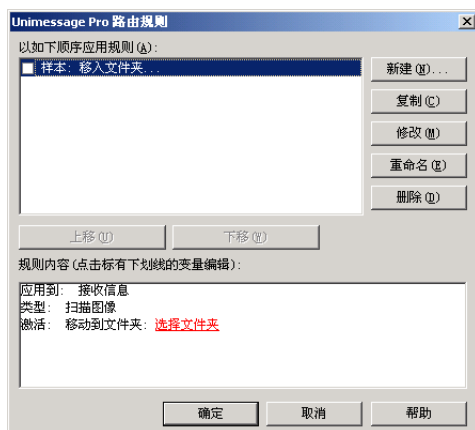 Unimessage Pro 路由规则
以如下顺序应用规则(A):
样本: 移入文件夹...
新建(N)...
复制(C)
修改(M)
重命名(E)
删除(D)
上移(U)
下移(W)
规则内容(点击标有下划线的变量编辑):
应用到: 接收信息
类型: 扫描图像
激活: 移动到文件夹: 选择文件夹
确定
取消
帮助